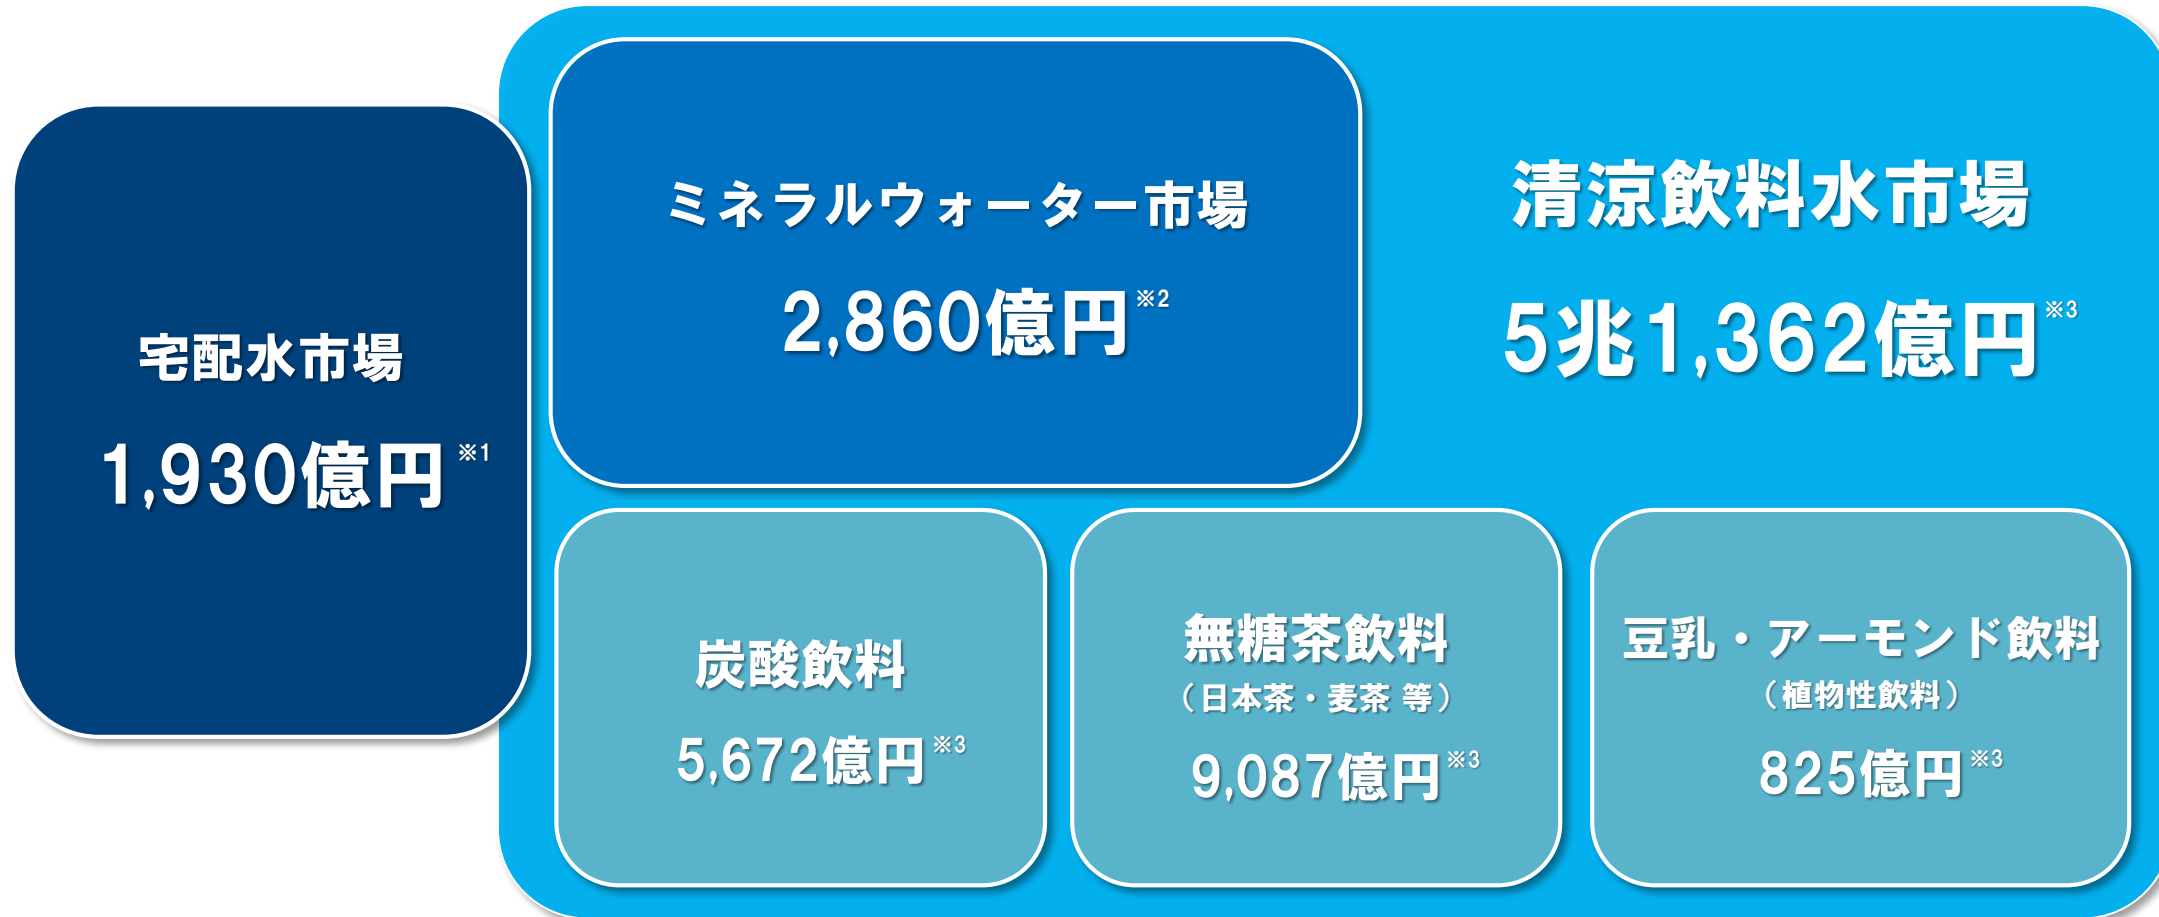 宅配水市場
1,930億円※1
ミネラルウォーター市場
2,860億円※2
清涼飲料水市場
5兆1,362億円※3
炭酸飲料
5,672億円※3
無糖茶飲料
（日本茶・麦茶 等）
9,087億円※3
豆乳・アーモンド飲料
（植物性飲料）
825億円※3